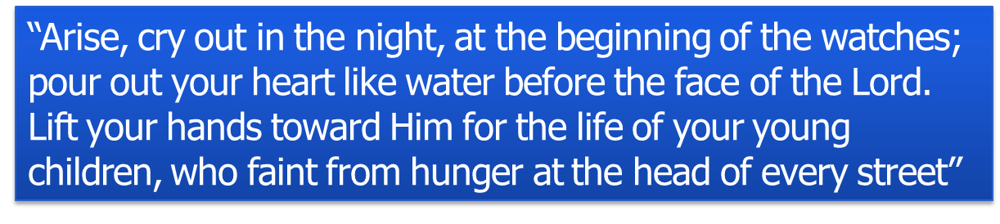 “Arise, cry out in the night, at the beginning of the watches;
pour out your heart like water before the face of the Lord.
Lift your hands toward Him for the life of your young
children, who faint from hunger at the head of every street”